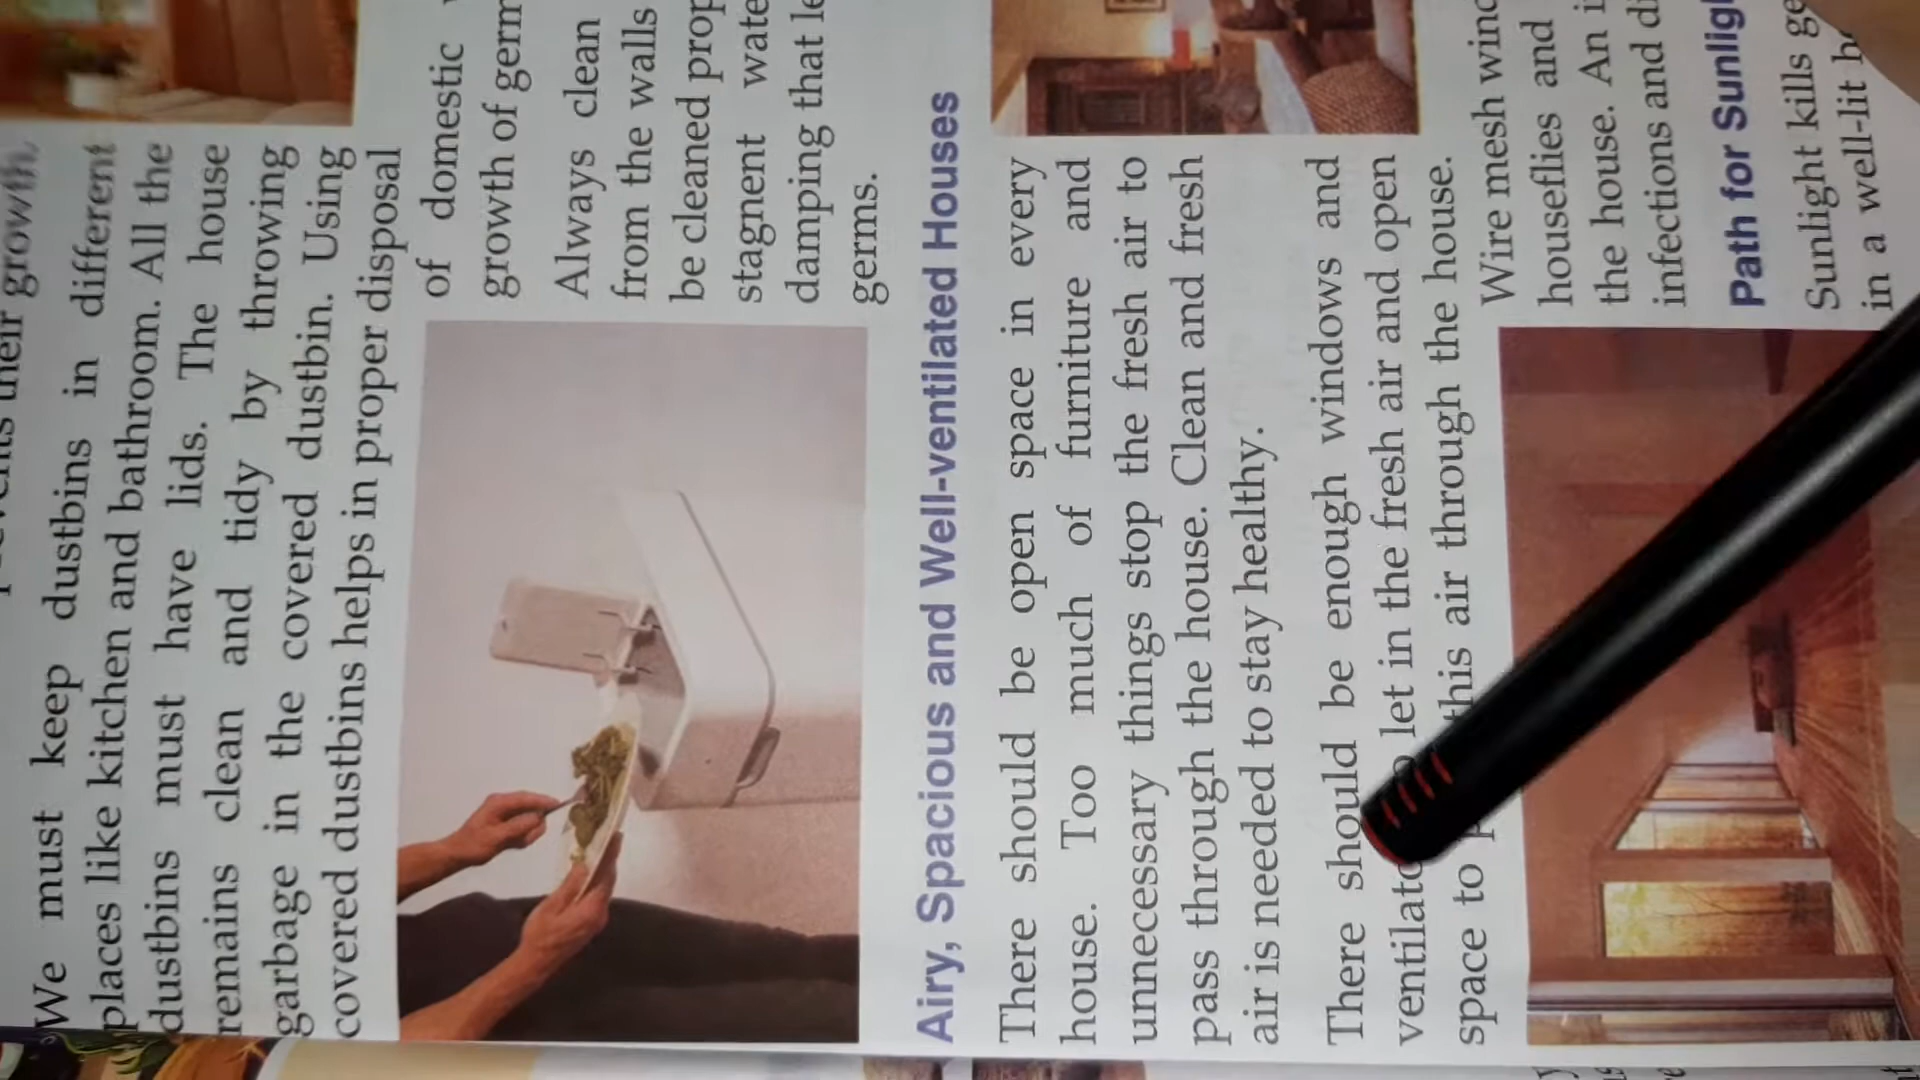 their growth.
We must keep dustbins in different
places like kitchen and bathroom. All the
dustbins must have lids. The house
remains clean and tidy by throwing
garbage in the covered dustbin. Using
covered dustbins helps in proper disposal
of domestic
growth of germ
Always clean
from the walls
be cleaned prop
stagnent wate
damping that le
germs.
Airy, Spacious and Well-ventilated Houses
There should be open space in every
house. Too much of furniture and
unnecessary things stop the fresh air to
pass through the house. Clean and fresh
air is needed to stay healthy.
There should be enough windows and
ventilato let in the fresh air and open
space to this air through the house.
Wire mesh wind
houseflies and
the house. An i
infections and di
Path for Sunligh
Sunlight kills ge
in a well-lit ho